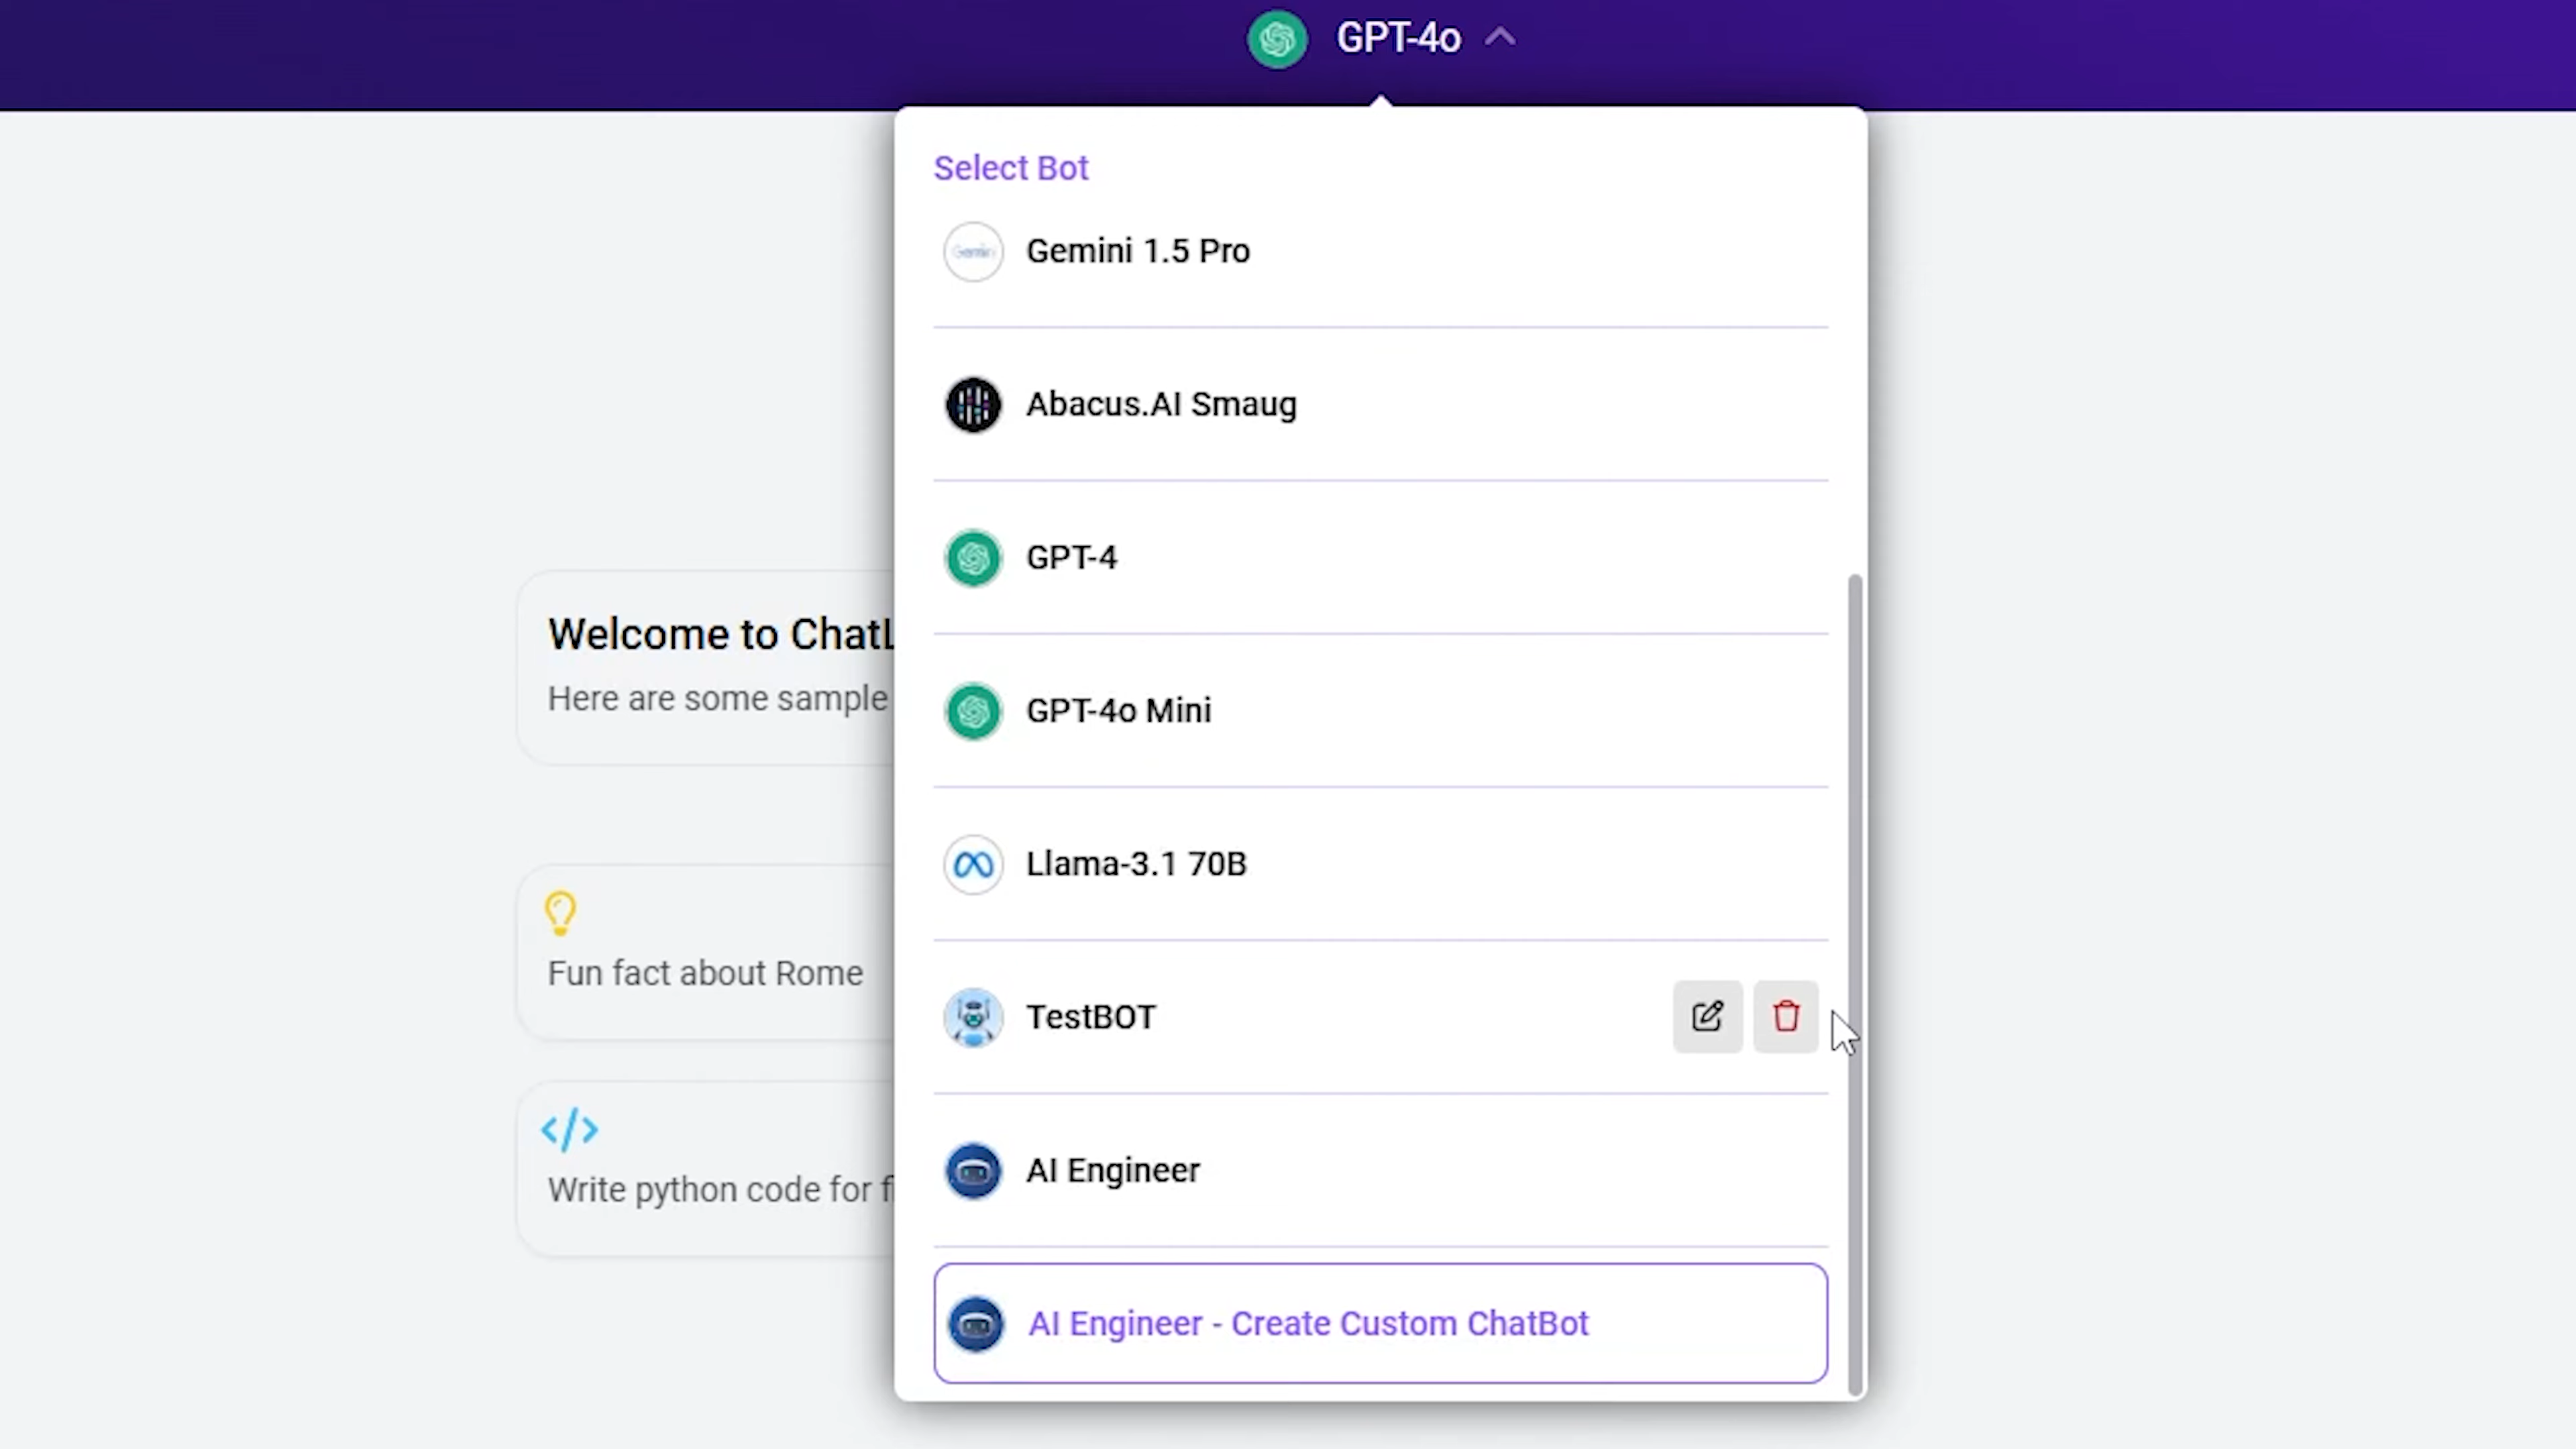 GPT-4o
Select Bot
Gemini
Gemini 1.5 Pro
Abacus.AI Smaug
GPT-4
Welcome to ChatL
Here are some sample
GPT-4o Mini
Llama-3.1 70B
Fun fact about Rome
TestBOT
AI Engineer
Write python code for
AI Engineer - Create Custom ChatBot